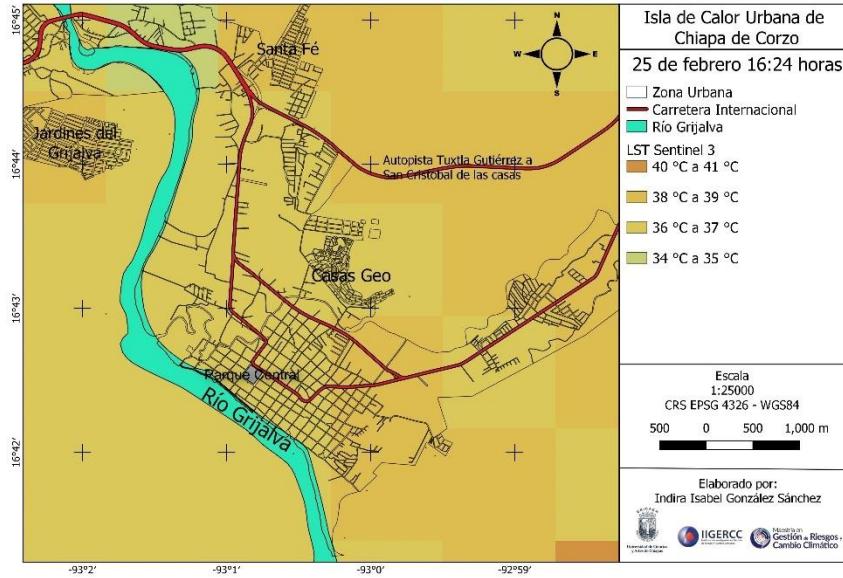 Isla de Calor Urbana de
Chiapa de Corzo
25 de febrero 16:24 horas
Zona Urbana
Carretera Internacional
Río Grijalva
LST Sentinel 3
40 °C a 41 °C
38 °C a 39 °C
36 °C a 37 °C
34 °C a 35 °C
Escala
1:25000
CRS EPSG 4326 - WGS84
500 0 500 1,000 m
Elaborado por:
Indira Isabel González Sánchez
IIGERCC
Maestría en
Gestión de Riesgos y
Cambio Climático
N
W E
S
Santa Fé
Jardines del
Grijalva
Autopista Tuxtla Gutiérrez a
San Cristobal de las casas
Casas Geo
Parque Central
Río Grijalva
16°45'
16°44'
16°43'
16°42'
-93°2' -93°1' -93°0' -92°59'